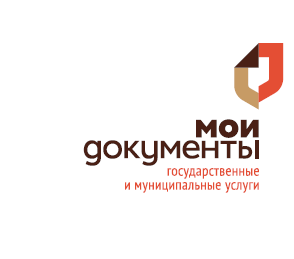 мои
документы
государственные
и муниципальные услуги